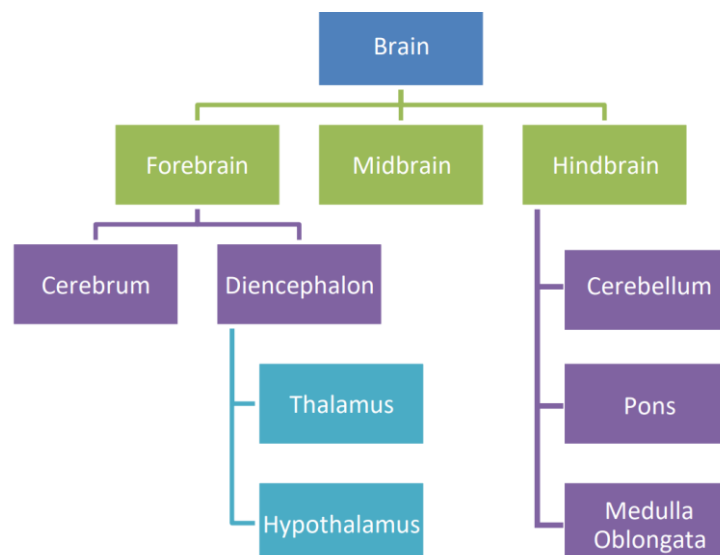 Brain
Forebrain
Midbrain
Hindbrain
Cerebrum
Diencephalon
Cerebellum
Thalamus
Pons
Hypothalamus
Medulla
Oblongata